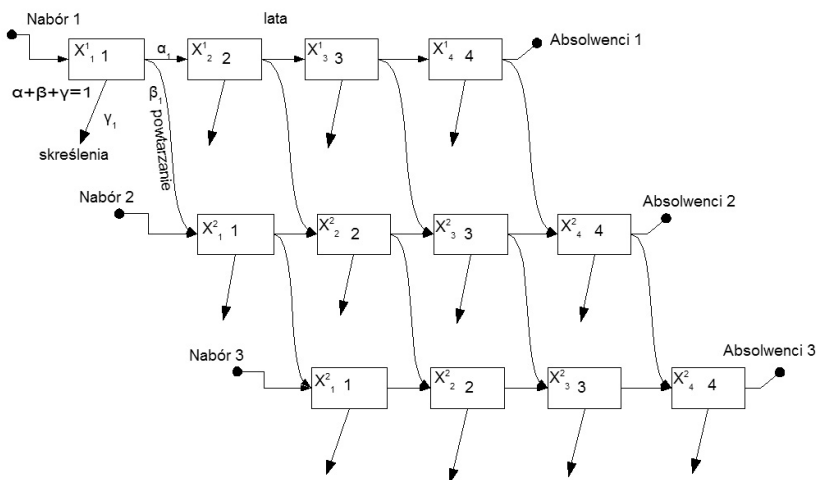 Nabór 1
lata
Absolwenci 1
X¹₁ 1
α₁
X¹₂ 2
X¹₃ 3
X¹₄ 4
α+β+γ=1
γ₁
β₁ powtarzanie
skreślenia
Nabór 2
Absolwenci 2
X²₁ 1
X²₂ 2
X²₃ 3
X²₄ 4
Nabór 3
Absolwenci 3
X²₁ 1
X²₂ 2
X²₃ 3
X²₄ 4